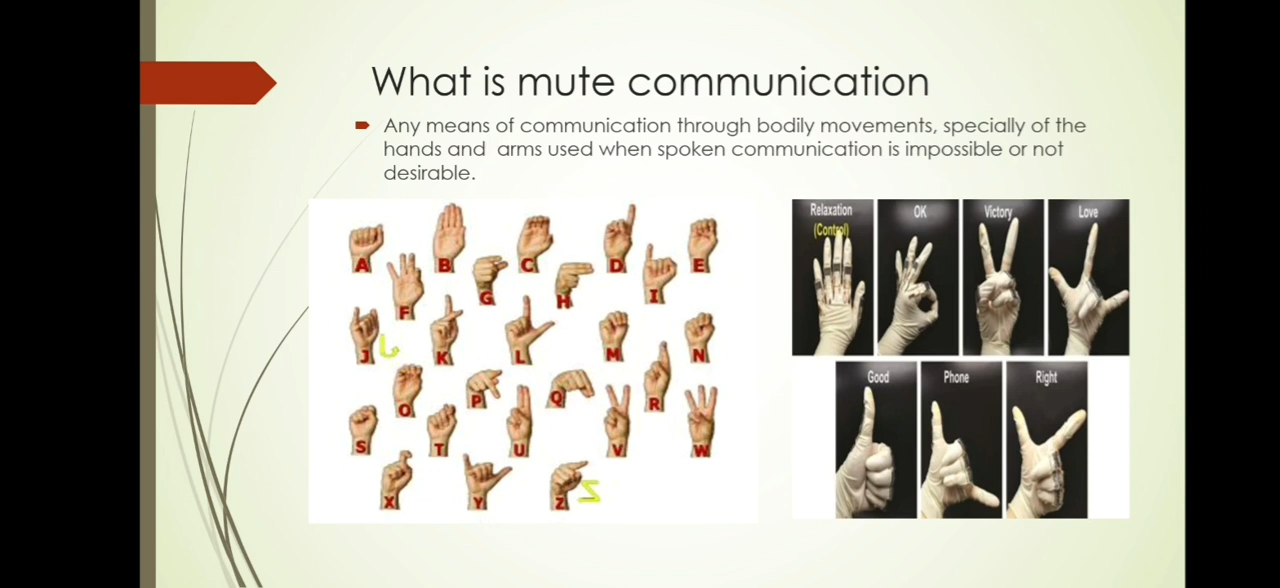 What is mute communication
Any means of communication through bodily movements, specially of the
hands and arms used when spoken communication is impossible or not
desirable.
A
B
C
D
E
F
G
H
I
J
K
L
M
N
O
P
Q
R
S
T
U
V
W
X
Y
Z
Relaxation
(Control)
OK
Victory
Love
Good
Phone
Right